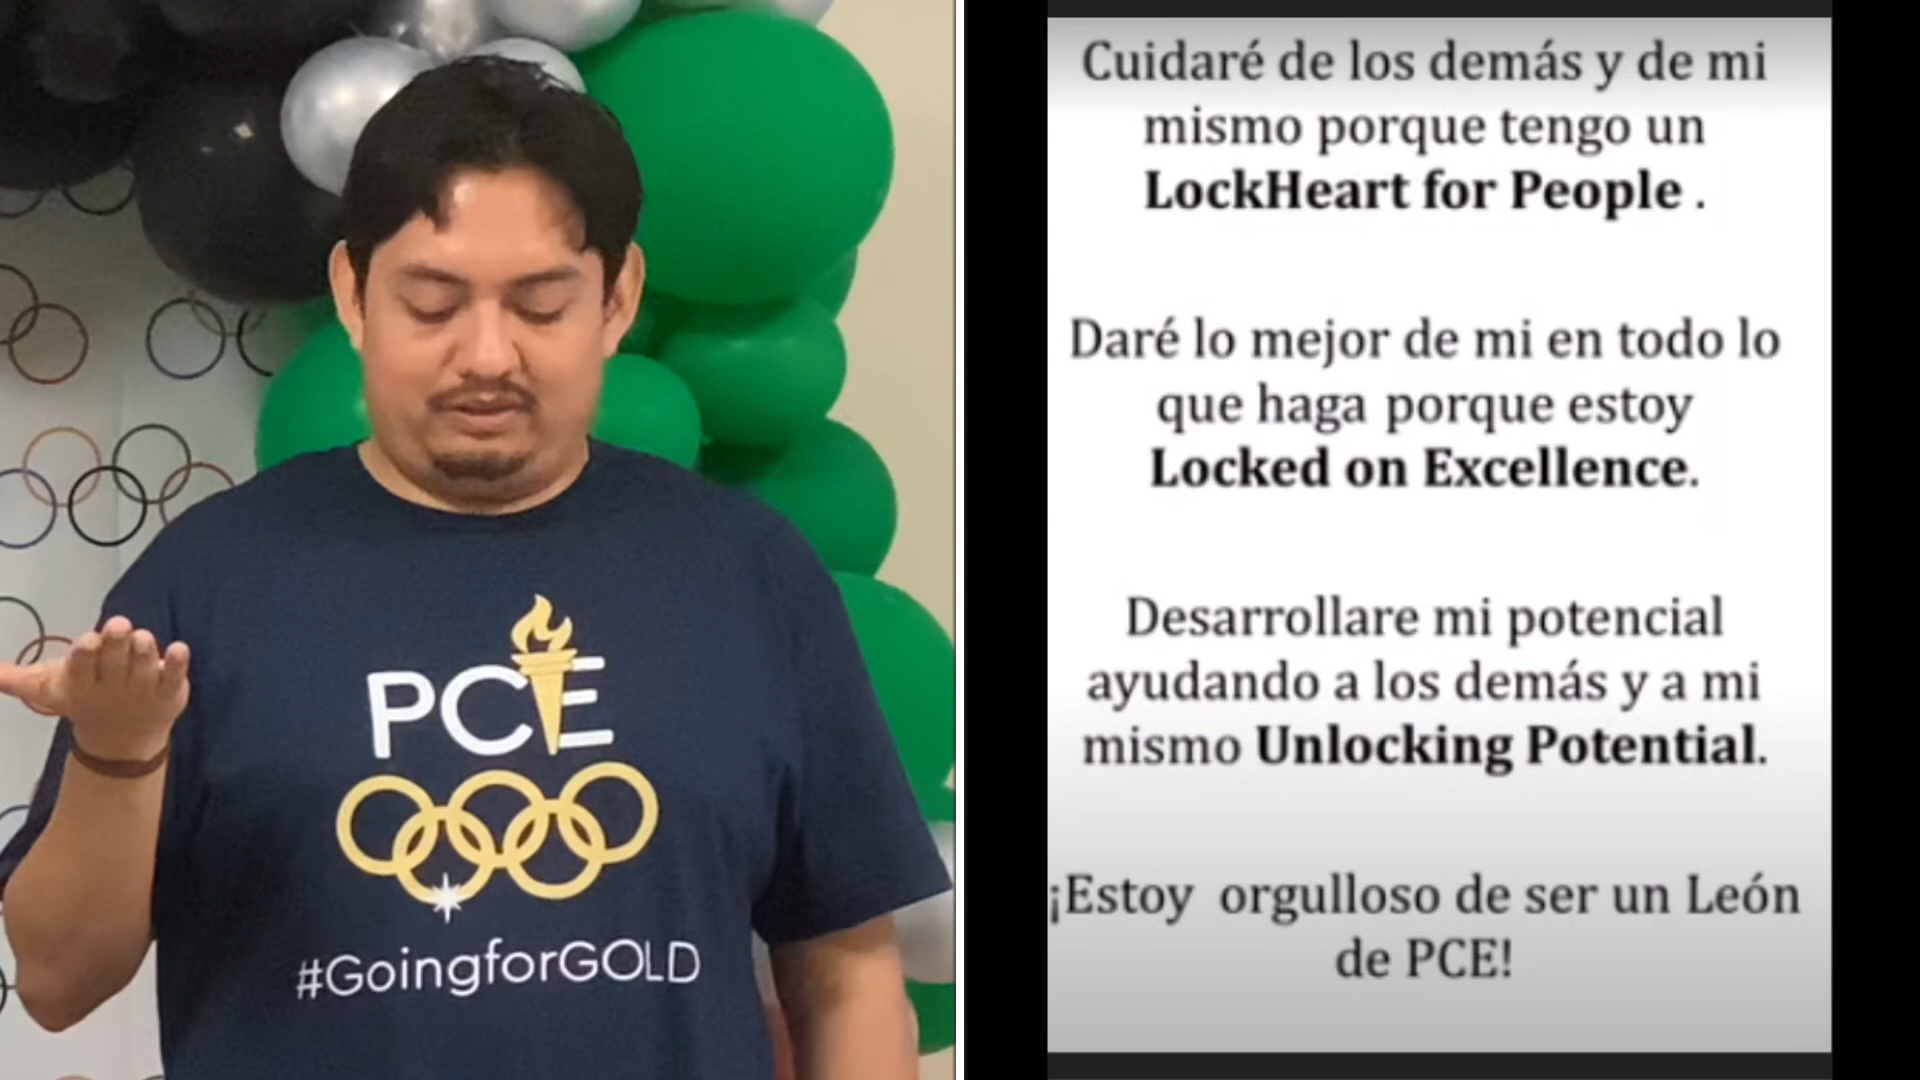 PCE
#GoingforGOLD
Cuidaré de los demás y de mi
mismo porque tengo un
LockHeart for People .
Daré lo mejor de mi en todo lo
que haga porque estoy
Locked on Excellence.
Desarrollare mi potencial
ayudando a los demás y a mi
mismo Unlocking Potential.
¡Estoy orgulloso de ser un León
de PCE!